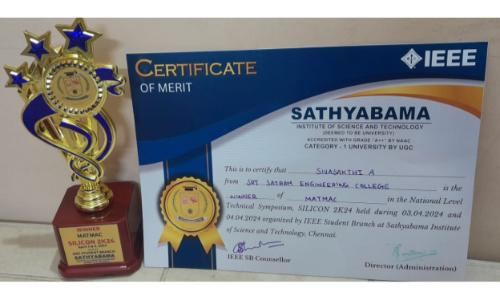 CERTIFICATE
OF MERIT
IEEE
SATHYABAMA
INSTITUTE OF SCIENCE AND TECHNOLOGY
(DEEMED TO BE UNIVERSITY)
ACCREDITED WITH GRADE "A++" BY NAAC
CATEGORY - 1 UNIVERSITY BY UGC
This is to certify that SIVASAKTHI A
from SRI SAIRAM ENGINEERING COLLEGE is the
WINNER of MATMAC in the National Level
Technical Symposium, SILICON 2K24 held during 03.04.2024 and
04.04.2024 organized by IEEE Student Branch at Sathyabama Institute
of Science and Technology, Chennai.
IEEE SB Counsellor
Director (Administration)
WINNER
MATMAC
SILICON 2K24
SATHYABAMA